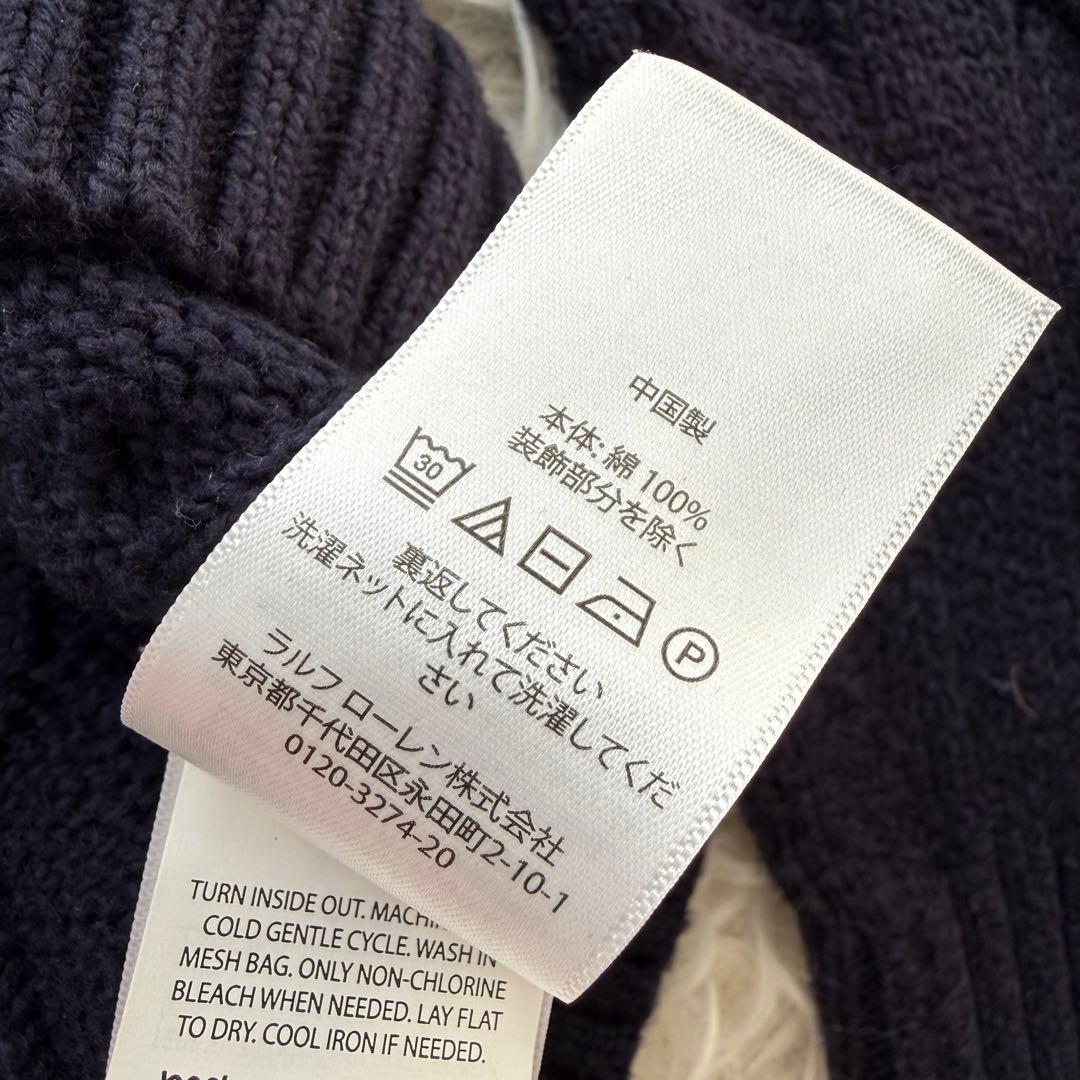 中国製
本体: 綿 100%
装飾部分を除く
30
P
裏返してください
洗濯ネットに入れて洗濯してくだ
さい
ラルフ ローレン株式会社
東京都千代田区永田町2-10-1
0120-3274-20
TURN INSIDE OUT.
COLD GENTLE CYCLE. WASH IN
MESH BAG. ONLY NON-CHLORINE
BLEACH WHEN NEEDED. LAY FLAT
TO DRY. COOL IRON IF NEEDED.